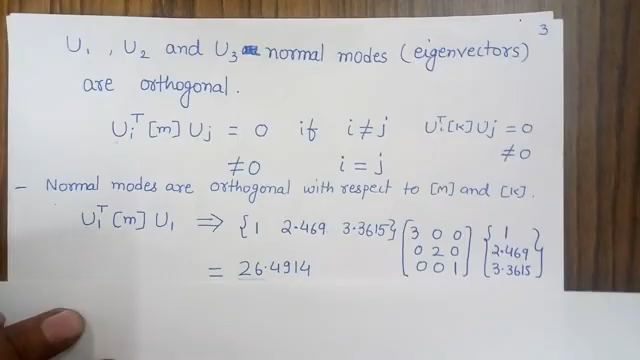 3
U₁ , U₂ and U₃ normal modes (eigenvectors)
are orthogonal.
Uᵢᵀ [m] Uⱼ = 0 if i ≠ j Uᵢᵀ[k]Uⱼ = 0
≠0 i = j ≠0
- Normal modes are orthogonal with respect to [m] and [k].
U₁ᵀ [m] U₁ ⇒ {1 2.469 3.3615} [3 0 0 {1
0 2 0 2.469
0 0 1] 3.3615}
= 26.4914